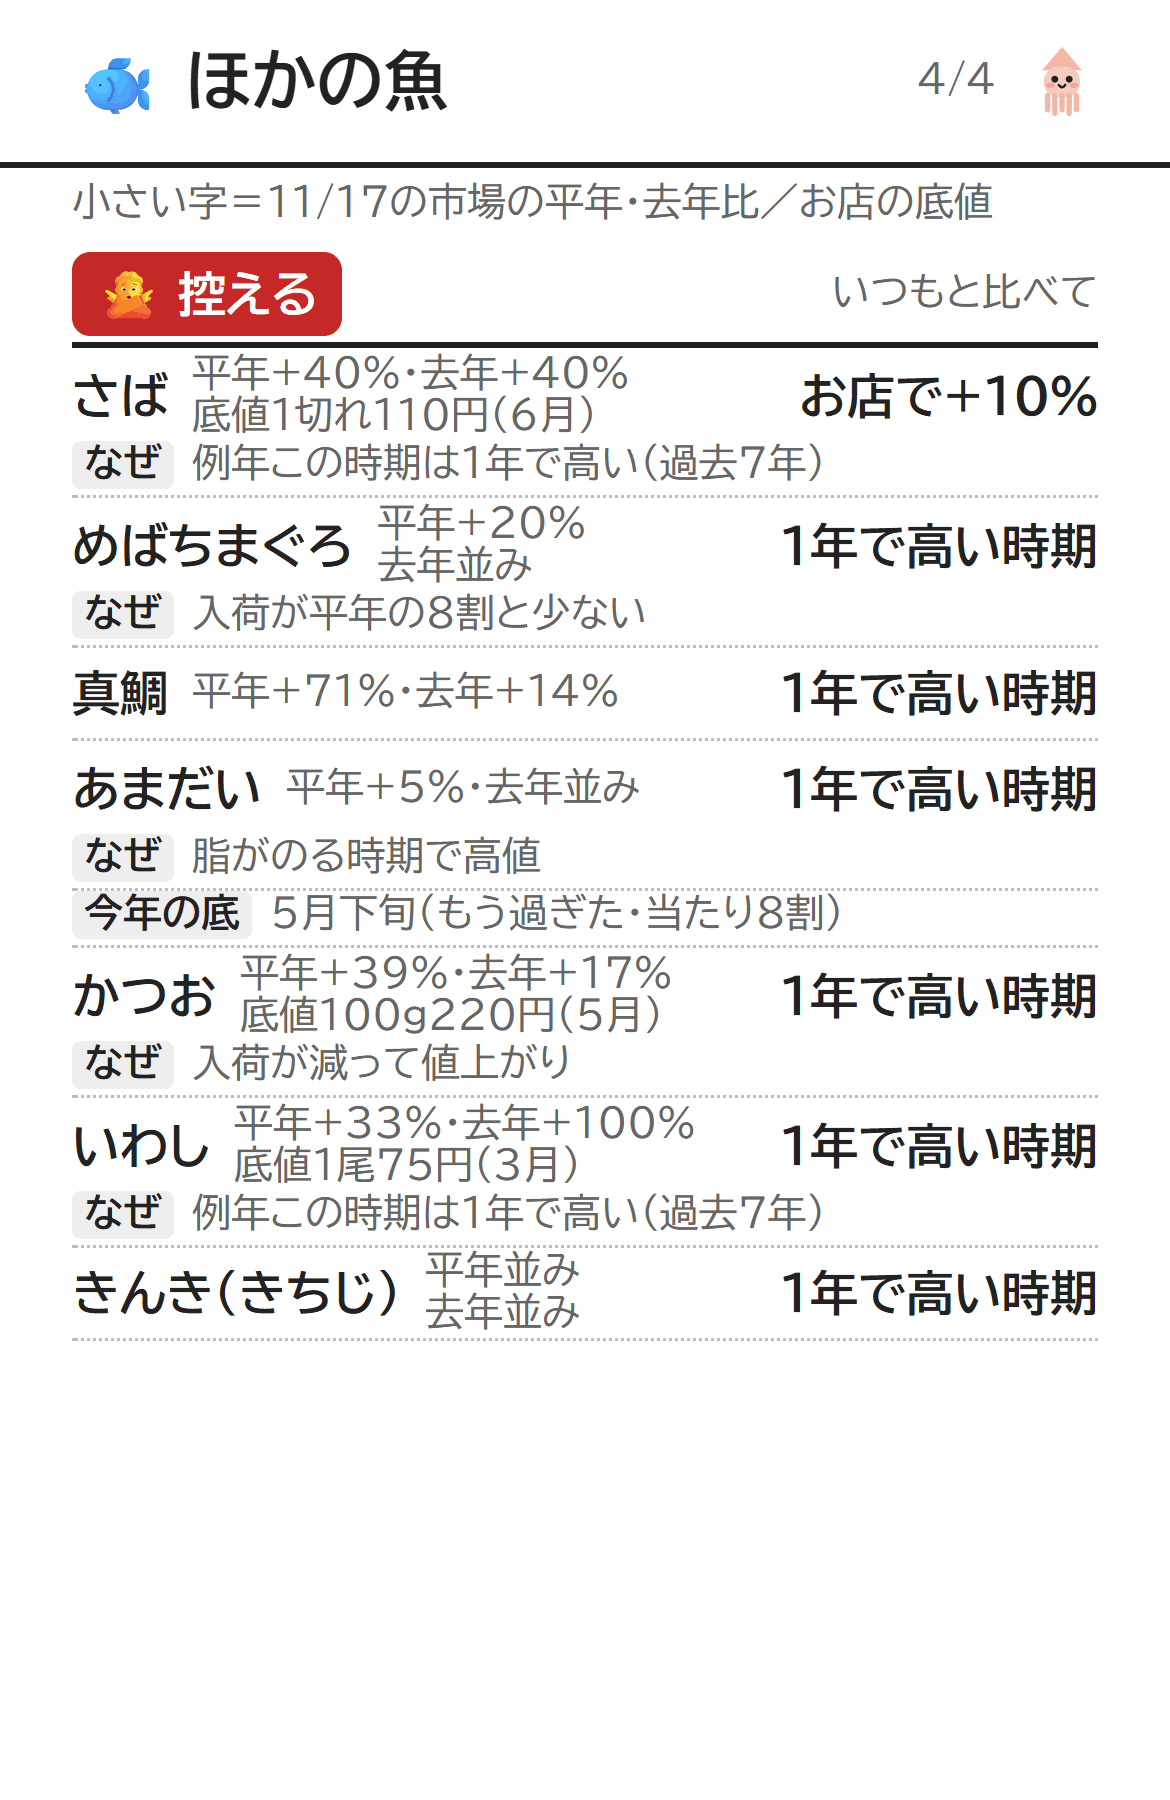 ほかの魚
4/4
小さい字＝11/17の市場の平年・去年比／お店の底値
控える
いつもと比べて
さば
平年+40%・去年+40%
底値1切れ110円(6月)
お店で+10%
なぜ 例年この時期は1年で高い(過去7年)
めばちまぐろ
平年+20%
去年並み
1年で高い時期
なぜ 入荷が平年の8割と少ない
真鯛 平年+71%・去年+14% 1年で高い時期
あまだい 平年+5%・去年並み 1年で高い時期
なぜ 脂がのる時期で高値
今年の底 5月下旬(もう過ぎた・当たり8割)
かつお
平年+39%・去年+17%
底値100g220円(5月)
1年で高い時期
なぜ 入荷が減って値上がり
いわし
平年+33%・去年+100%
底値1尾75円(3月)
1年で高い時期
なぜ 例年この時期は1年で高い(過去7年)
きんき(きちじ)
平年並み
去年並み
1年で高い時期